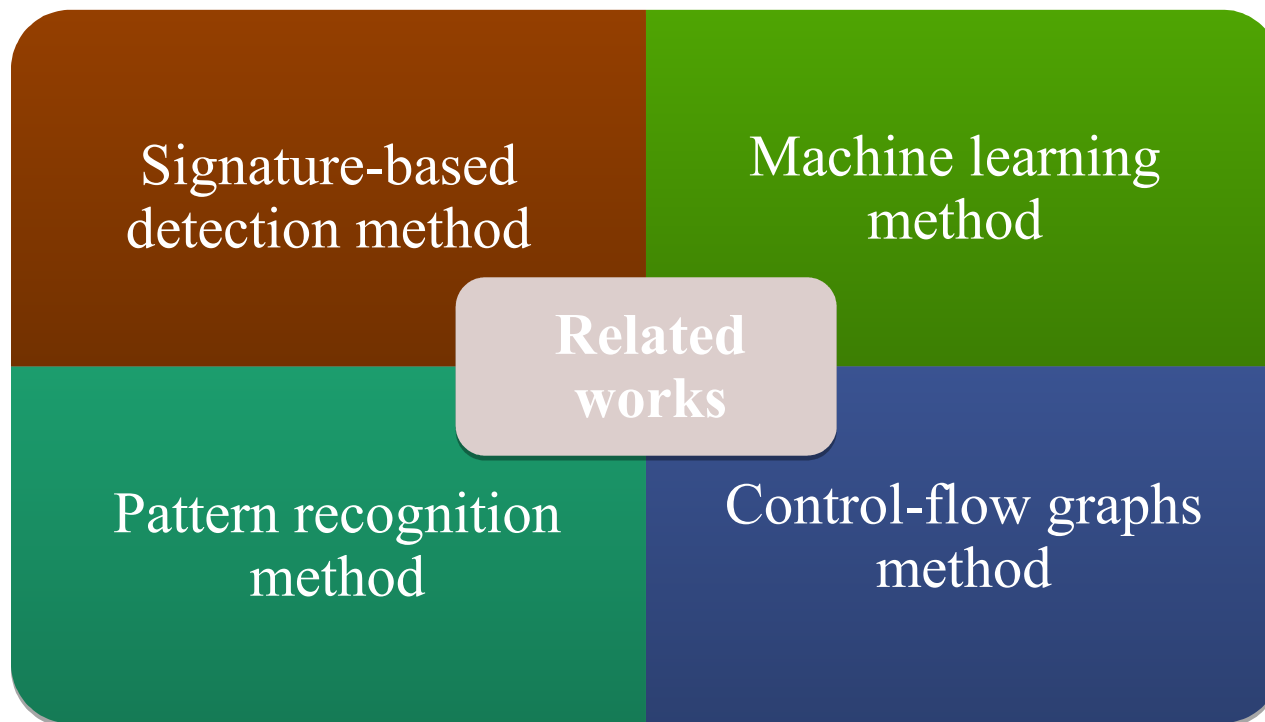 Signature-based
detection method
Machine learning
method
Related
works
Pattern recognition
method
Control-flow graphs
method